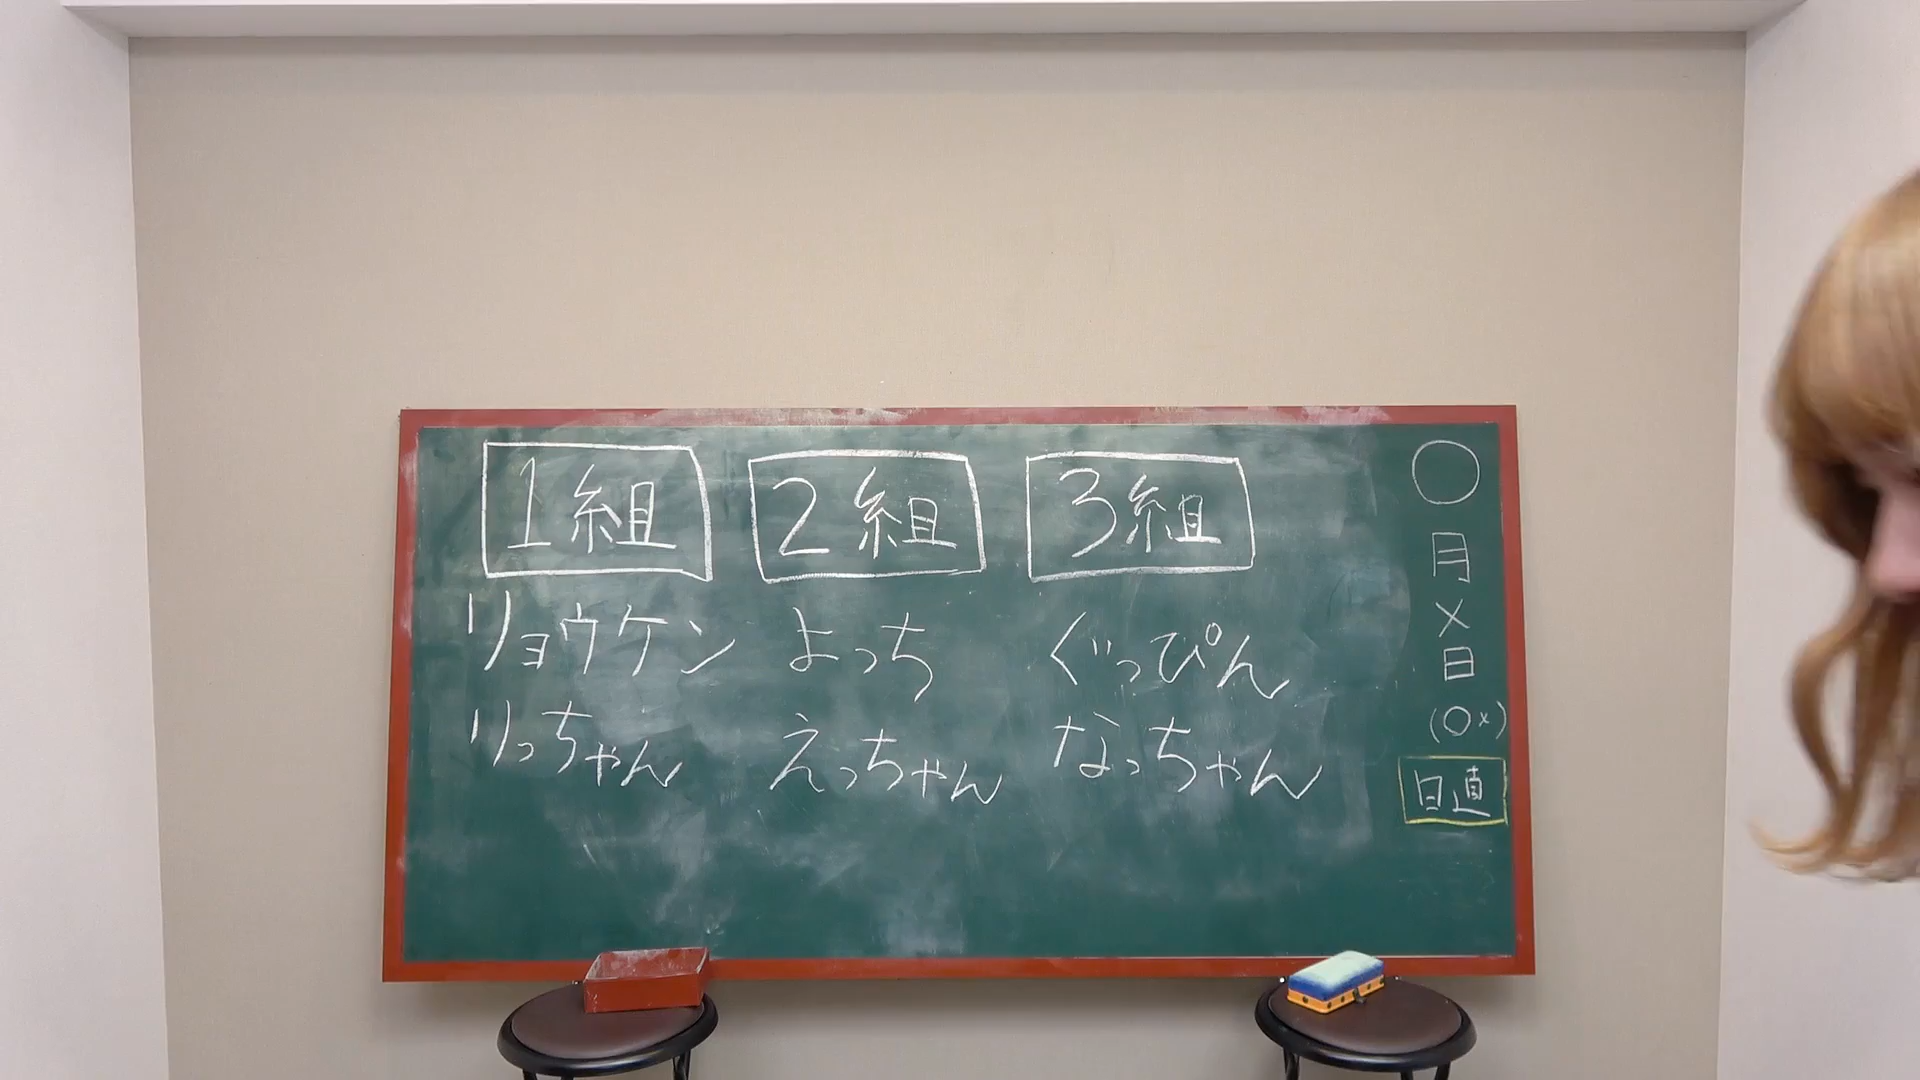 1組
リョウケン
りっちゃん
2組
よっち
えっちゃん
3組
ぐっぴん
なっちゃん
〇
月
×
日
(〇×)
日直